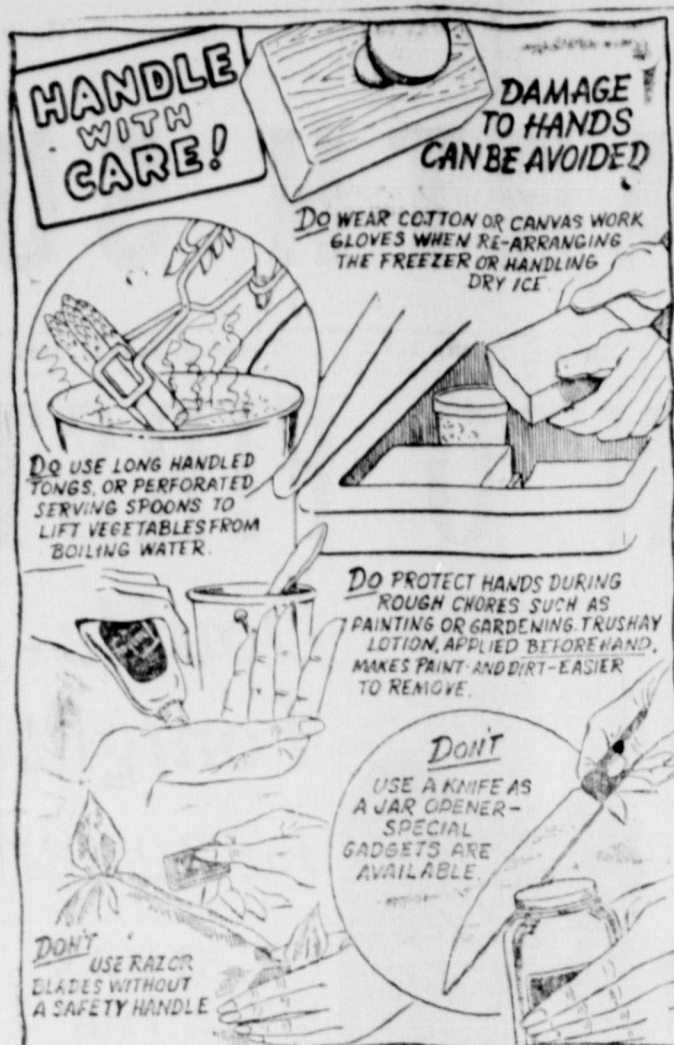 HANDLE
WITH
CARE!
DAMAGE
TO HANDS
CAN BE AVOIDED
DO WEAR COTTON OR CANVAS WORK
GLOVES WHEN RE-ARRANGING
THE FREEZER OR HANDLING
DRY ICE.
DO USE LONG HANDLED
TONGS, OR PERFORATED
SERVING SPOONS TO
LIFT VEGETABLES FROM
BOILING WATER.
DO PROTECT HANDS DURING
ROUGH CHORES SUCH AS
PAINTING OR GARDENING. TRUSHAY
LOTION, APPLIED BEFOREHAND,
MAKES PAINT-AND DIRT-EASIER
TO REMOVE.
DON'T
USE A KNIFE AS
A JAR OPENER-
SPECIAL
GADGETS ARE
AVAILABLE.
DON'T
USE RAZOR
BLADES WITHOUT
A SAFETY HANDLE